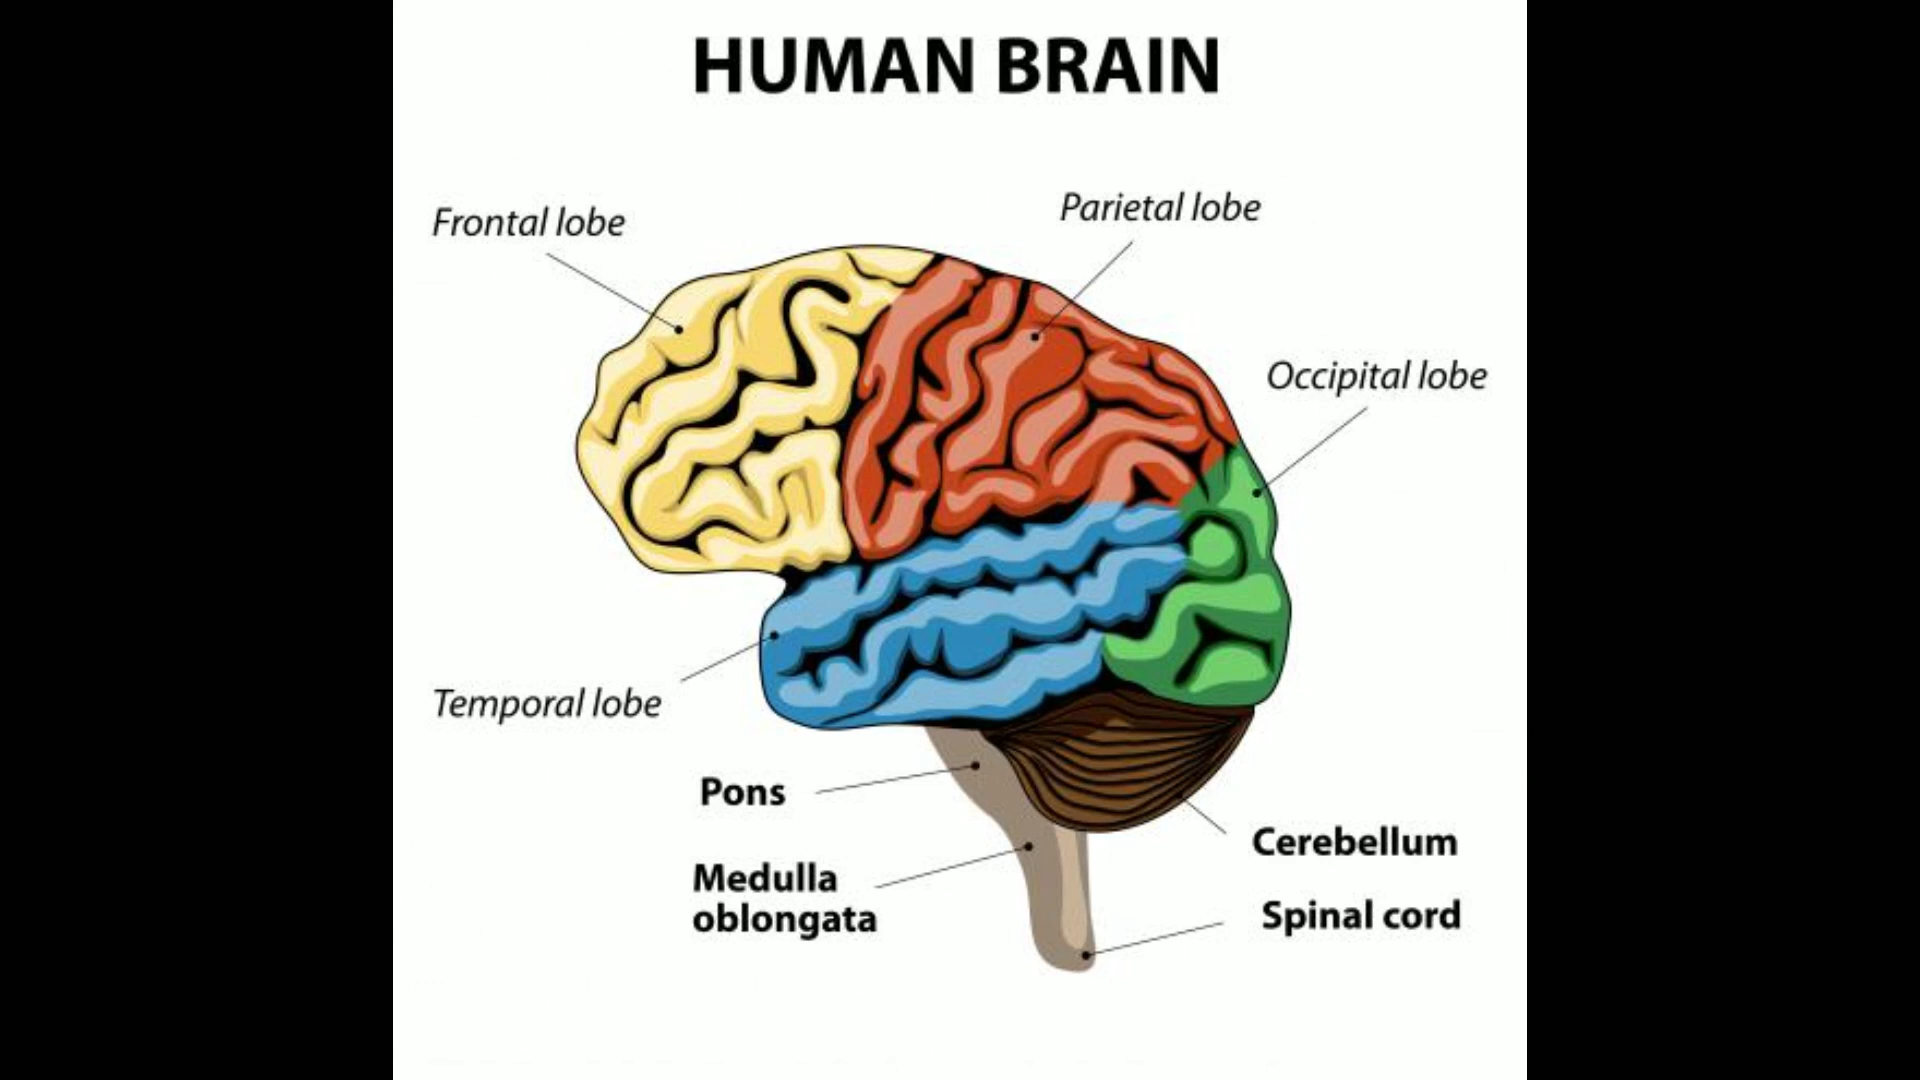 HUMAN BRAIN
Frontal lobe
Parietal lobe
Occipital lobe
Temporal lobe
Pons
Cerebellum
Medulla
oblongata
Spinal cord